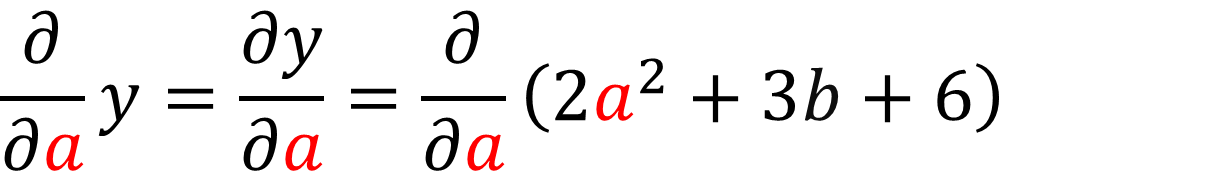 ∂/∂a y = ∂y/∂a = ∂/∂a (2a² + 3b + 6)